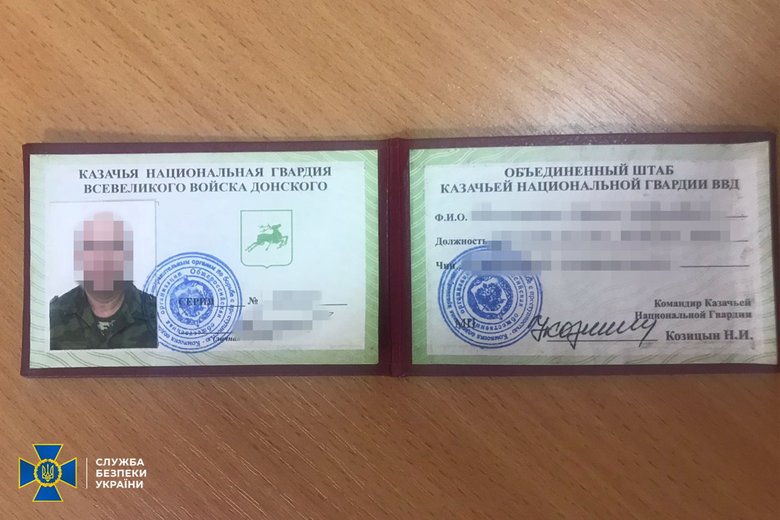 КАЗАЧЬЯ НАЦИОНАЛЬНАЯ ГВАРДИЯ
ВСЕВЕЛИКОГО ВОЙСКА ДОНСКОГО
СЕРИЯ №
ОБЪЕДИНЕННЫЙ ШТАБ
КАЗАЧЬЕЙ НАЦИОНАЛЬНОЙ ГВАРДИИ ВВД
Ф.И.О.
Должность
Чин
Командир Казачьей
Национальной Гвардии
МП
Козицын Н.И.
СЛУЖБА
БЕЗПЕКИ
УКРАЇНИ